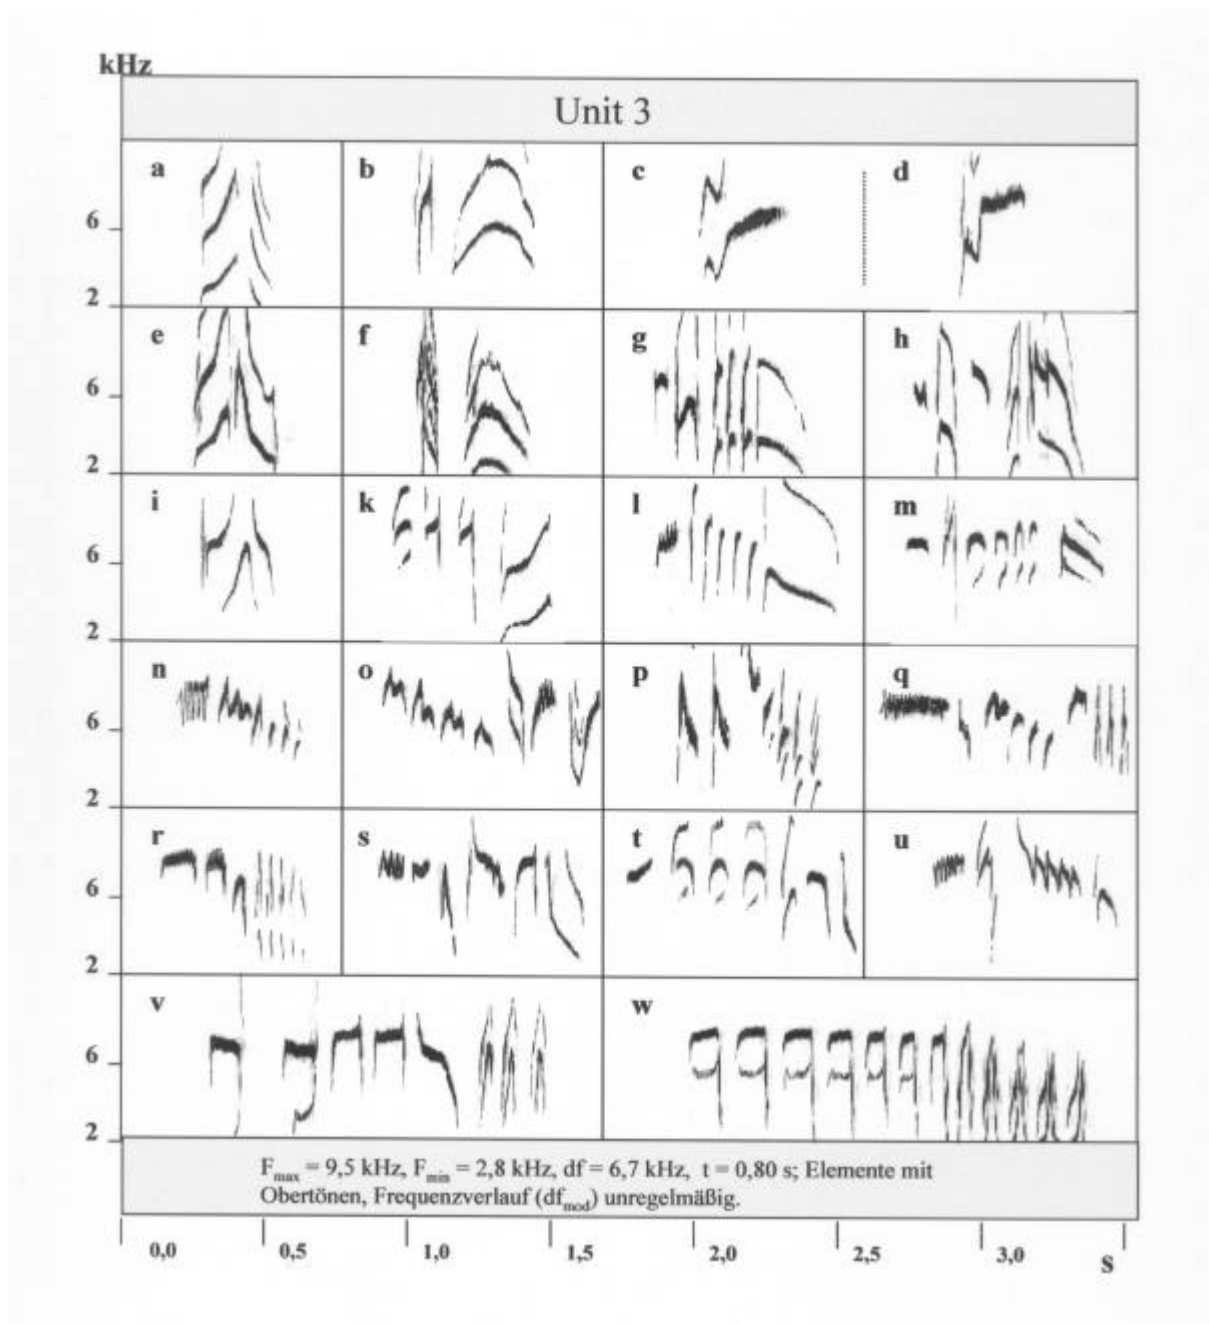 kHz
Unit 3
a b c d
6
2
e f g h
6
2
i k l m
6
2
n o p q
6
2
r s t u
6
2
v w
6
2
Fmax = 9,5 kHz, Fmin = 2,8 kHz, df = 6,7 kHz, t = 0,80 s; Elemente mit
Obertönen, Frequenzverlauf (dfmod) unregelmäßig.
0,0 0,5 1,0 1,5 2,0 2,5 3,0 s